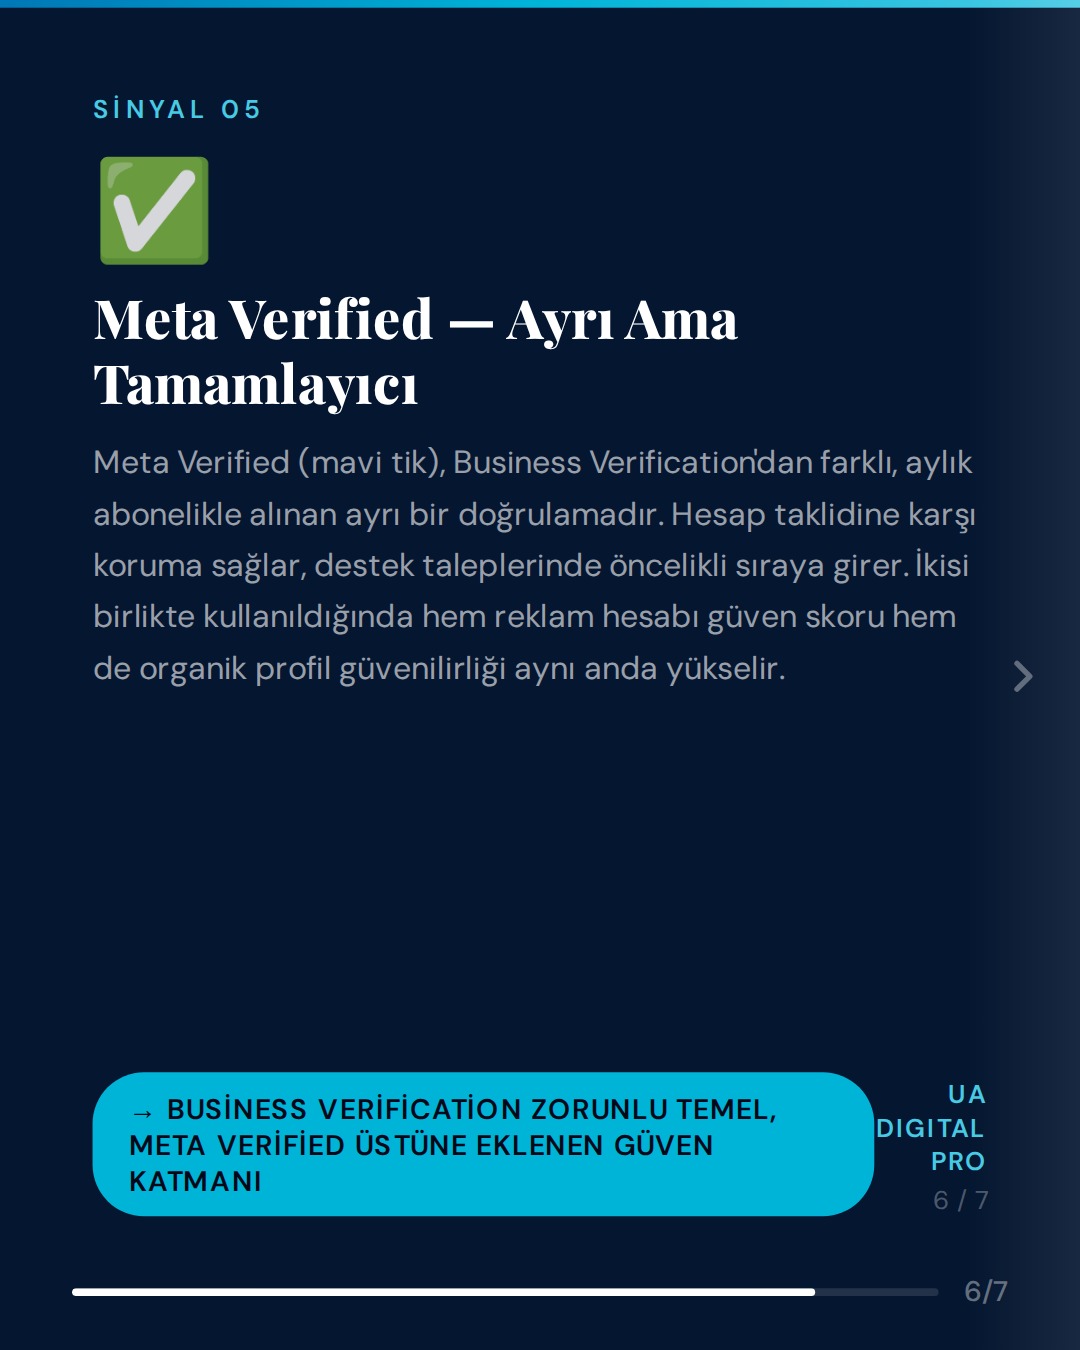 SİNYAL 05
Meta Verified — Ayrı Ama
Tamamlayıcı
Meta Verified (mavi tik), Business Verification'dan farklı, aylık
abonelikle alınan ayrı bir doğrulamadır. Hesap taklidine karşı
koruma sağlar, destek taleplerinde öncelikli sıraya girer. İkisi
birlikte kullanıldığında hem reklam hesabı güven skoru hem
de organik profil güvenilirliği aynı anda yükselir.
→ BUSİNESS VERİFİCATİON ZORUNLU TEMEL,
META VERİFİED ÜSTÜNE EKLENEN GÜVEN
KATMANI
UA
DIGITAL
PRO
6 / 7
6/7